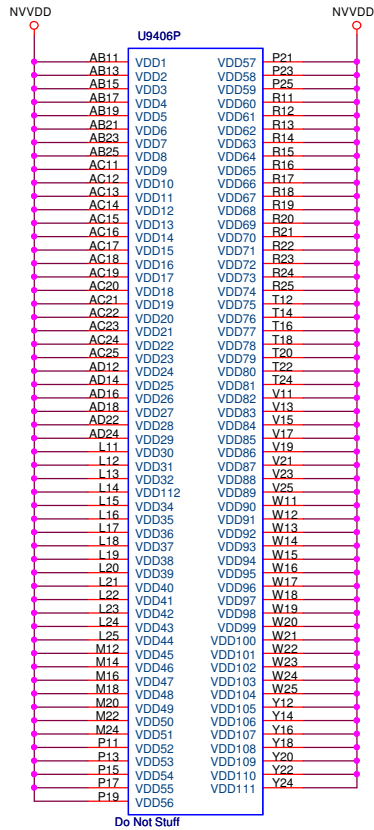 NVVDD NVVDD
U9406P
AB11 VDD1 VDD57 P21
AB13 VDD2 VDD58 P23
AB15 VDD3 VDD59 P25
AB17 VDD4 VDD60 R11
AB19 VDD5 VDD61 R12
AB21 VDD6 VDD62 R13
AB23 VDD7 VDD63 R14
AB25 VDD8 VDD64 R15
AC11 VDD9 VDD65 R16
AC12 VDD10 VDD66 R17
AC13 VDD11 VDD67 R18
AC14 VDD12 VDD68 R19
AC15 VDD13 VDD69 R20
AC16 VDD14 VDD70 R21
AC17 VDD15 VDD71 R22
AC18 VDD16 VDD72 R23
AC19 VDD17 VDD73 R24
AC20 VDD18 VDD74 R25
AC21 VDD19 VDD75 T12
AC22 VDD20 VDD76 T14
AC23 VDD21 VDD77 T16
AC24 VDD22 VDD78 T18
AC25 VDD23 VDD79 T20
AD12 VDD24 VDD80 T22
AD14 VDD25 VDD81 T24
AD16 VDD26 VDD82 V11
AD18 VDD27 VDD83 V13
AD22 VDD28 VDD84 V15
AD24 VDD29 VDD85 V17
L11 VDD30 VDD86 V19
L12 VDD31 VDD87 V21
L13 VDD32 VDD88 V23
L14 VDD112 VDD89 V25
L15 VDD34 VDD90 W11
L16 VDD35 VDD91 W12
L17 VDD36 VDD92 W13
L18 VDD37 VDD93 W14
L19 VDD38 VDD94 W15
L20 VDD39 VDD95 W16
L21 VDD40 VDD96 W17
L22 VDD41 VDD97 W18
L23 VDD42 VDD98 W19
L24 VDD43 VDD99 W20
L25 VDD44 VDD100 W21
M12 VDD45 VDD101 W22
M14 VDD46 VDD102 W23
M16 VDD47 VDD103 W24
M18 VDD48 VDD104 W25
M20 VDD49 VDD105 Y12
M22 VDD50 VDD106 Y14
M24 VDD51 VDD107 Y16
P11 VDD52 VDD108 Y18
P13 VDD53 VDD109 Y20
P15 VDD54 VDD110 Y22
P17 VDD55 VDD111 Y24
P19 VDD56
Do Not Stuff